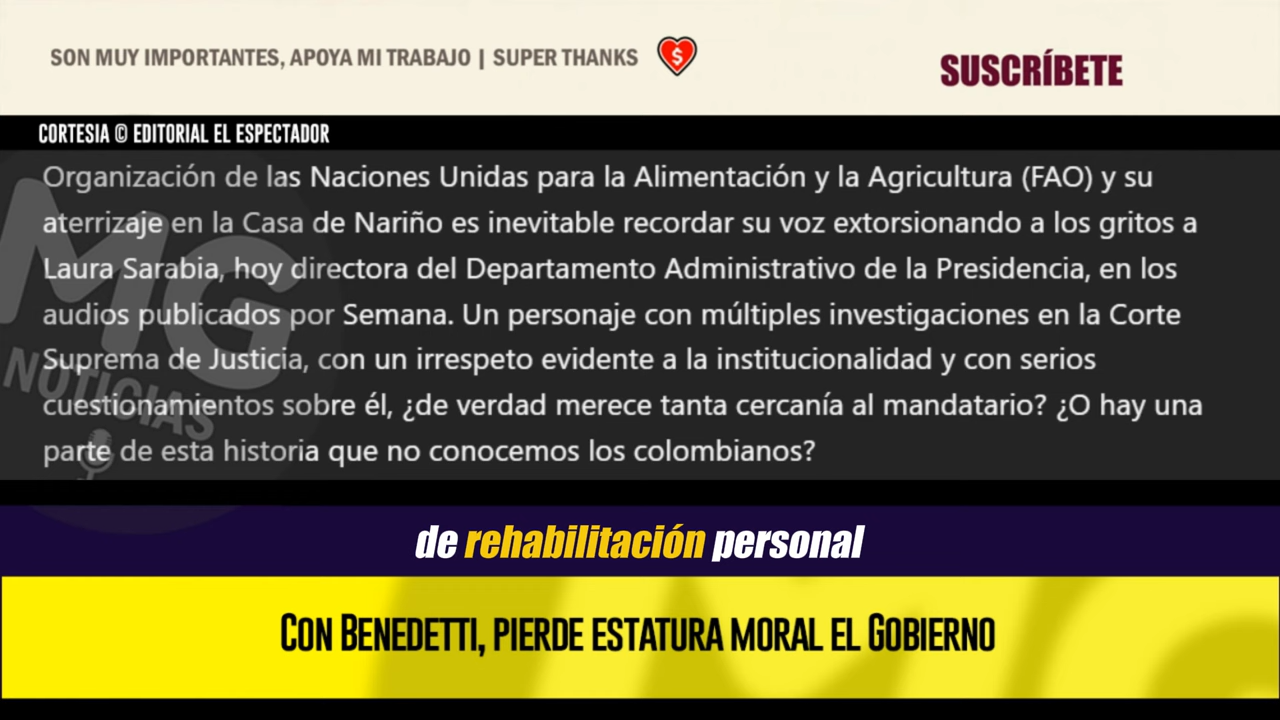 SON MUY IMPORTANTES, APOYA MI TRABAJO | SUPER THANKS $
SUSCRÍBETE
CORTESIA © EDITORIAL EL ESPECTADOR
Organización de las Naciones Unidas para la Alimentación y la Agricultura (FAO) y su
aterrizaje en la Casa de Nariño es inevitable recordar su voz extorsionando a los gritos a
Laura Sarabia, hoy directora del Departamento Administrativo de la Presidencia, en los
audios publicados por Semana. Un personaje con múltiples investigaciones en la Corte
Suprema de Justicia, con un irrespeto evidente a la institucionalidad y con serios
cuestionamientos sobre él, ¿de verdad merece tanta cercanía al mandatario? ¿O hay una
parte de esta historia que no conocemos los colombianos?
MG
NOTICIAS
de rehabilitación personal
CON BENEDETTI, PIERDE ESTATURA MORAL EL GOBIERNO